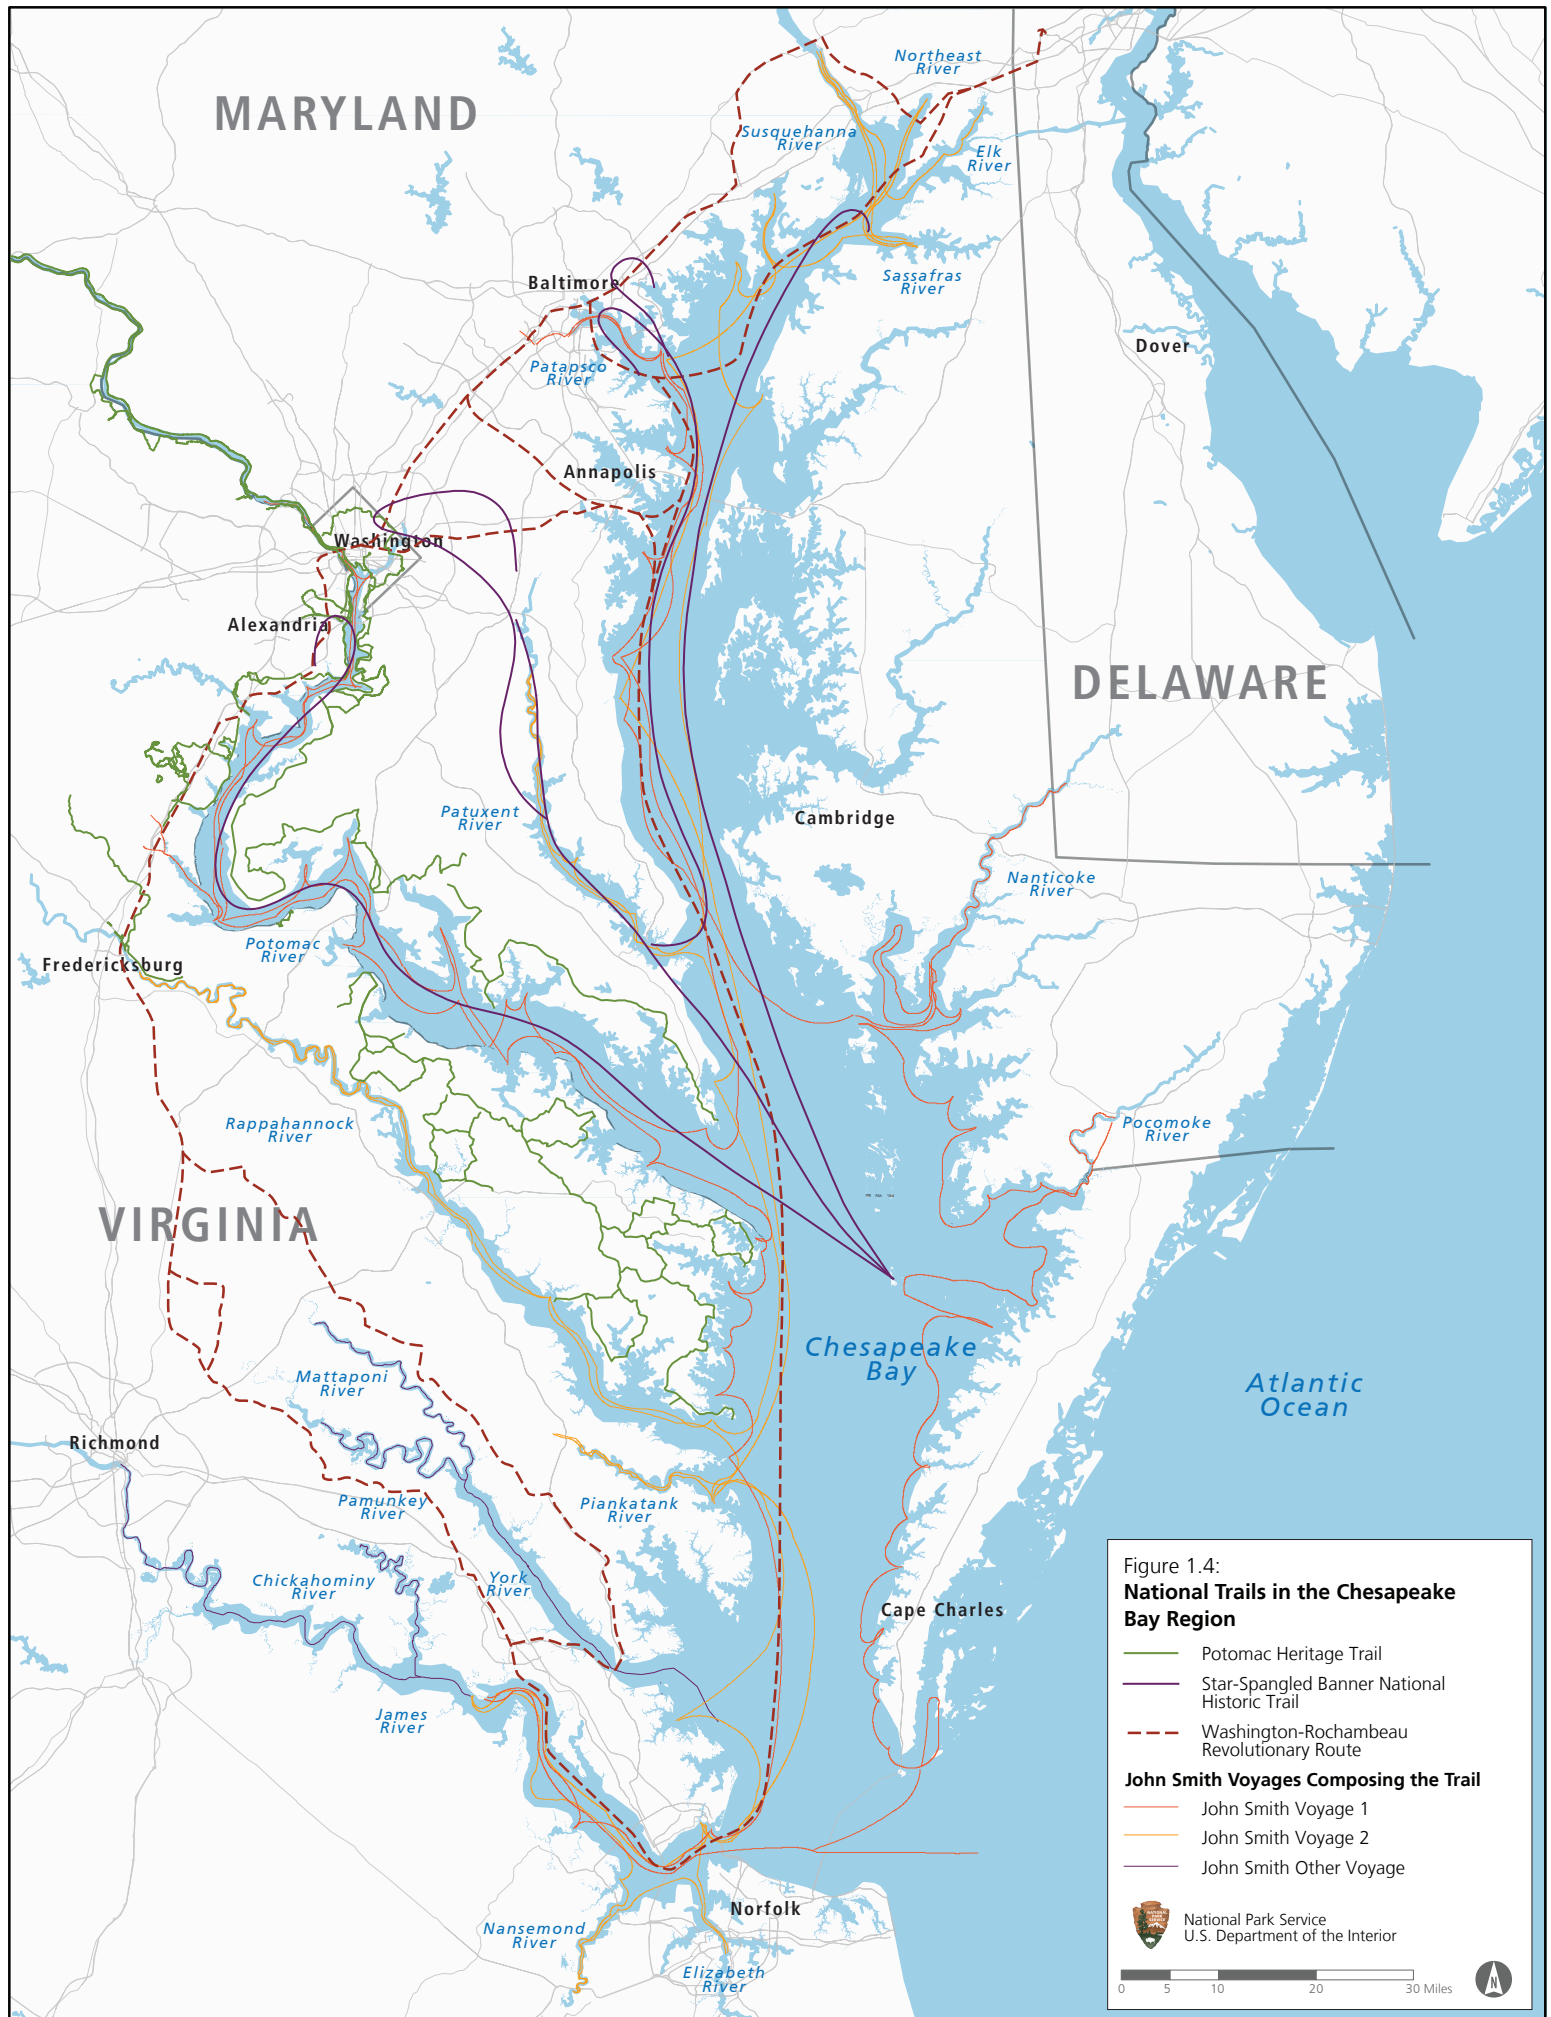 Northeast
River
MARYLAND
Susquehanna
River
Elk
River
Baltimore
Sassafras
River
Dover
Patapsco
River
Annapolis
Washington
Alexandria
DELAWARE
Patuxent
River
Cambridge
Nanticoke
River
Potomac
River
Fredericksburg
Rappahannock
River
Pocomoke
River
VIRGINIA
Chesapeake
Bay
Mattaponi
River
Atlantic
Ocean
Richmond
Pamunkey
River
Piankatank
River
Chickahominy
River
York
River
Cape Charles
James
River
Norfolk
Nansemond
River
Elizabeth
River
Figure 1.4:
National Trails in the Chesapeake
Bay Region
Potomac Heritage Trail
Star-Spangled Banner National
Historic Trail
Washington-Rochambeau
Revolutionary Route
John Smith Voyages Composing the Trail
John Smith Voyage 1
John Smith Voyage 2
John Smith Other Voyage
NATIONAL
PARK
SERVICE
National Park Service
U.S. Department of the Interior
0 5 10 20 30 Miles
N